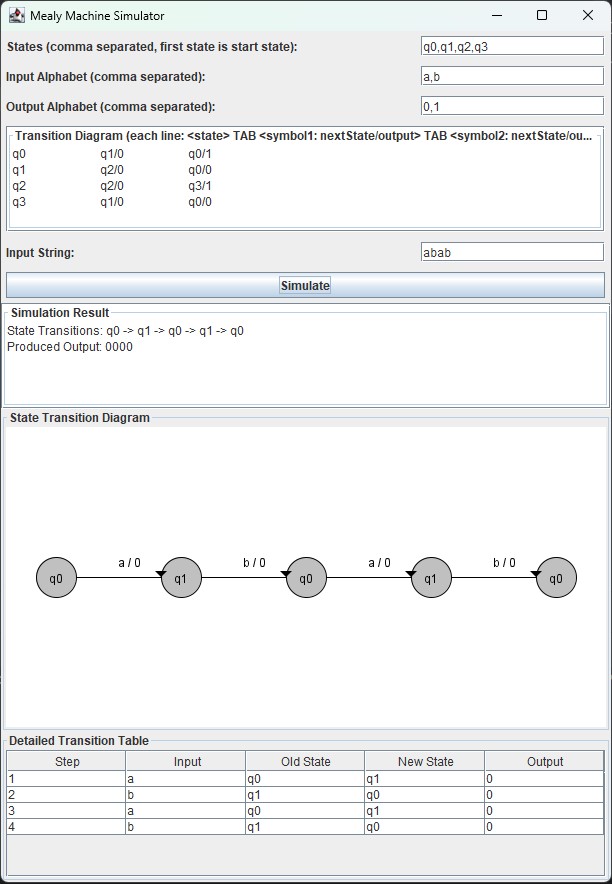 Mealy Machine Simulator
States (comma separated, first state is start state): q0,q1,q2,q3
Input Alphabet (comma separated): a,b
Output Alphabet (comma separated): 0,1
Transition Diagram (each line: <state> TAB <symbol1: nextState/output> TAB <symbol2: nextState/ou...
q0 q1/0 q0/1
q1 q2/0 q0/0
q2 q2/0 q3/1
q3 q1/0 q0/0
Input String: abab
Simulate
Simulation Result
State Transitions: q0 -> q1 -> q0 -> q1 -> q0
Produced Output: 0000
State Transition Diagram
a / 0 b / 0 a / 0 b / 0
q0 q1 q0 q1 q0
Detailed Transition Table
Step Input Old State New State Output
1 a q0 q1 0
2 b q1 q0 0
3 a q0 q1 0
4 b q1 q0 0